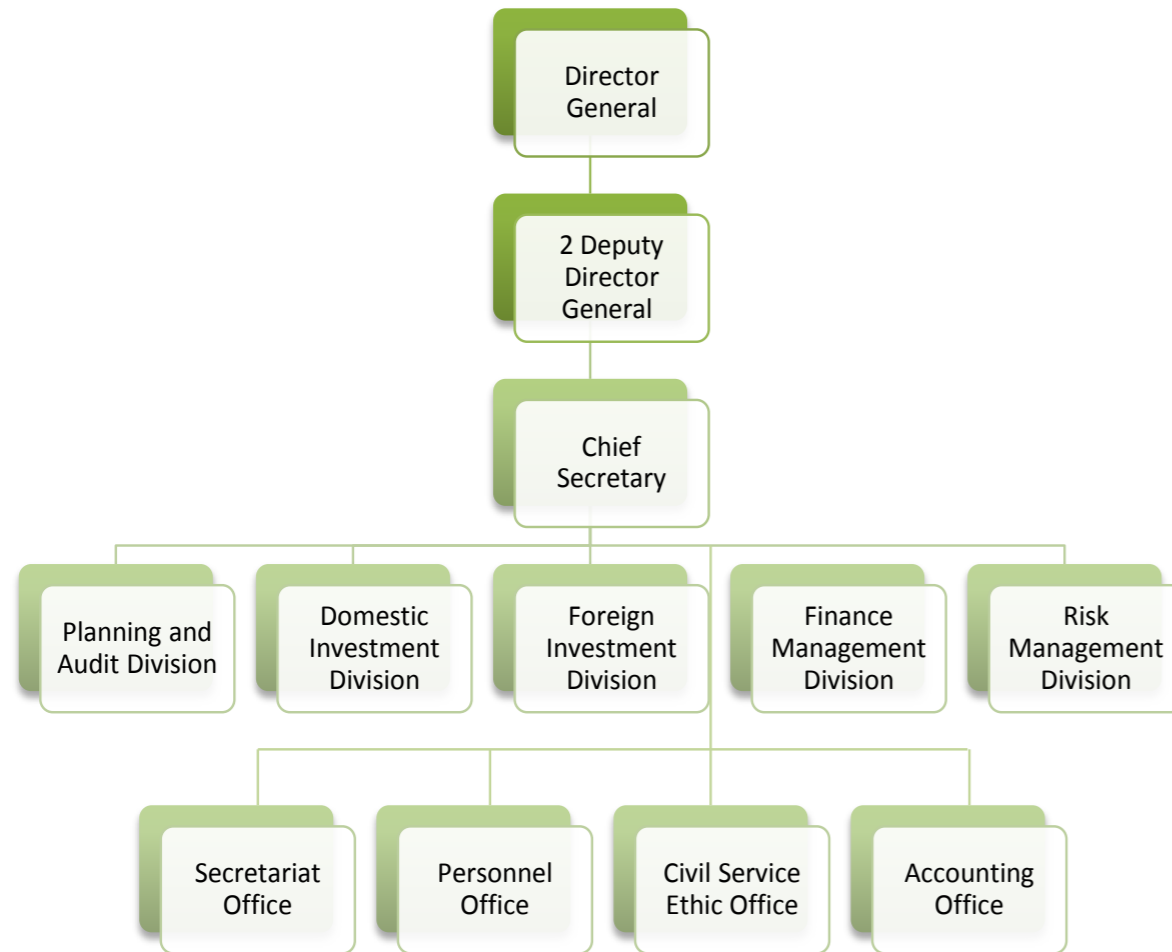 Director
General
2 Deputy
Director
General
Chief
Secretary
Planning and
Audit Division
Domestic
Investment
Division
Foreign
Investment
Division
Finance
Management
Division
Risk
Management
Division
Secretariat
Office
Personnel
Office
Civil Service
Ethic Office
Accounting
Office